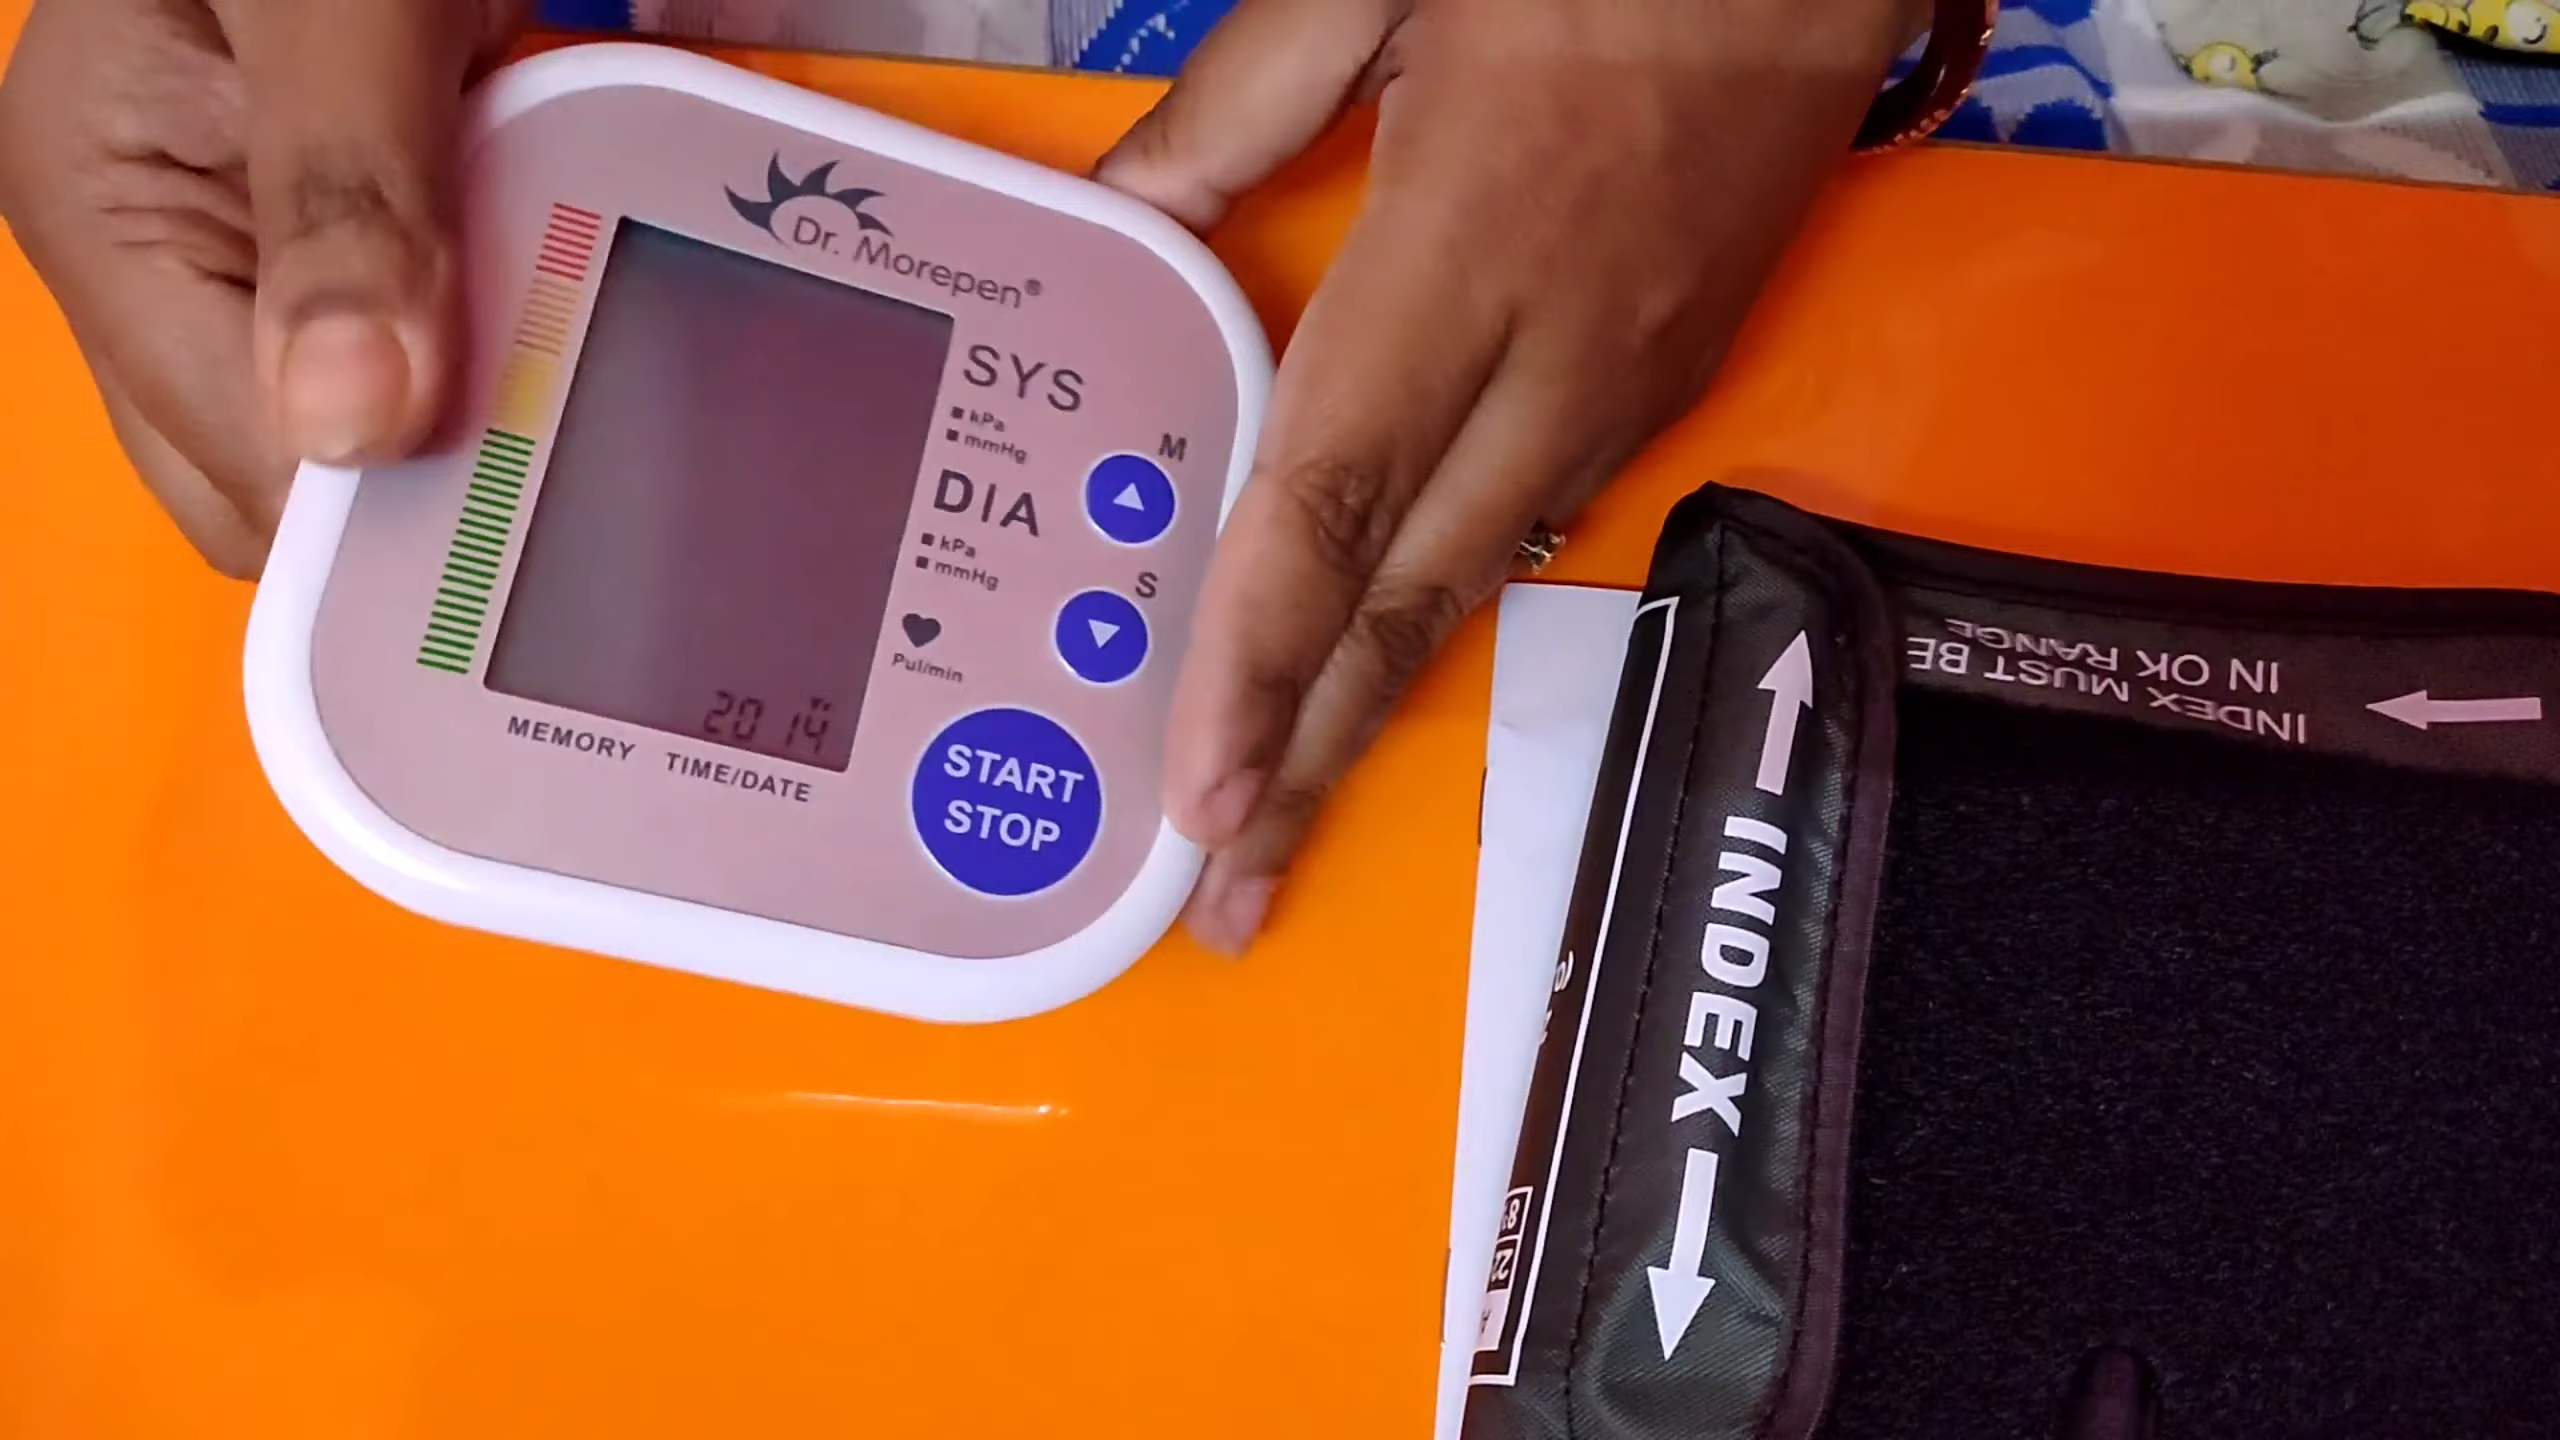 Dr. Morepen®
SYS
kPa
mmHg
M
DIA
kPa
mmHg
S
Pul/min
2014
MEMORY TIME/DATE
START
STOP
INDEX MUST BE
IN OK RANGE
INDEX